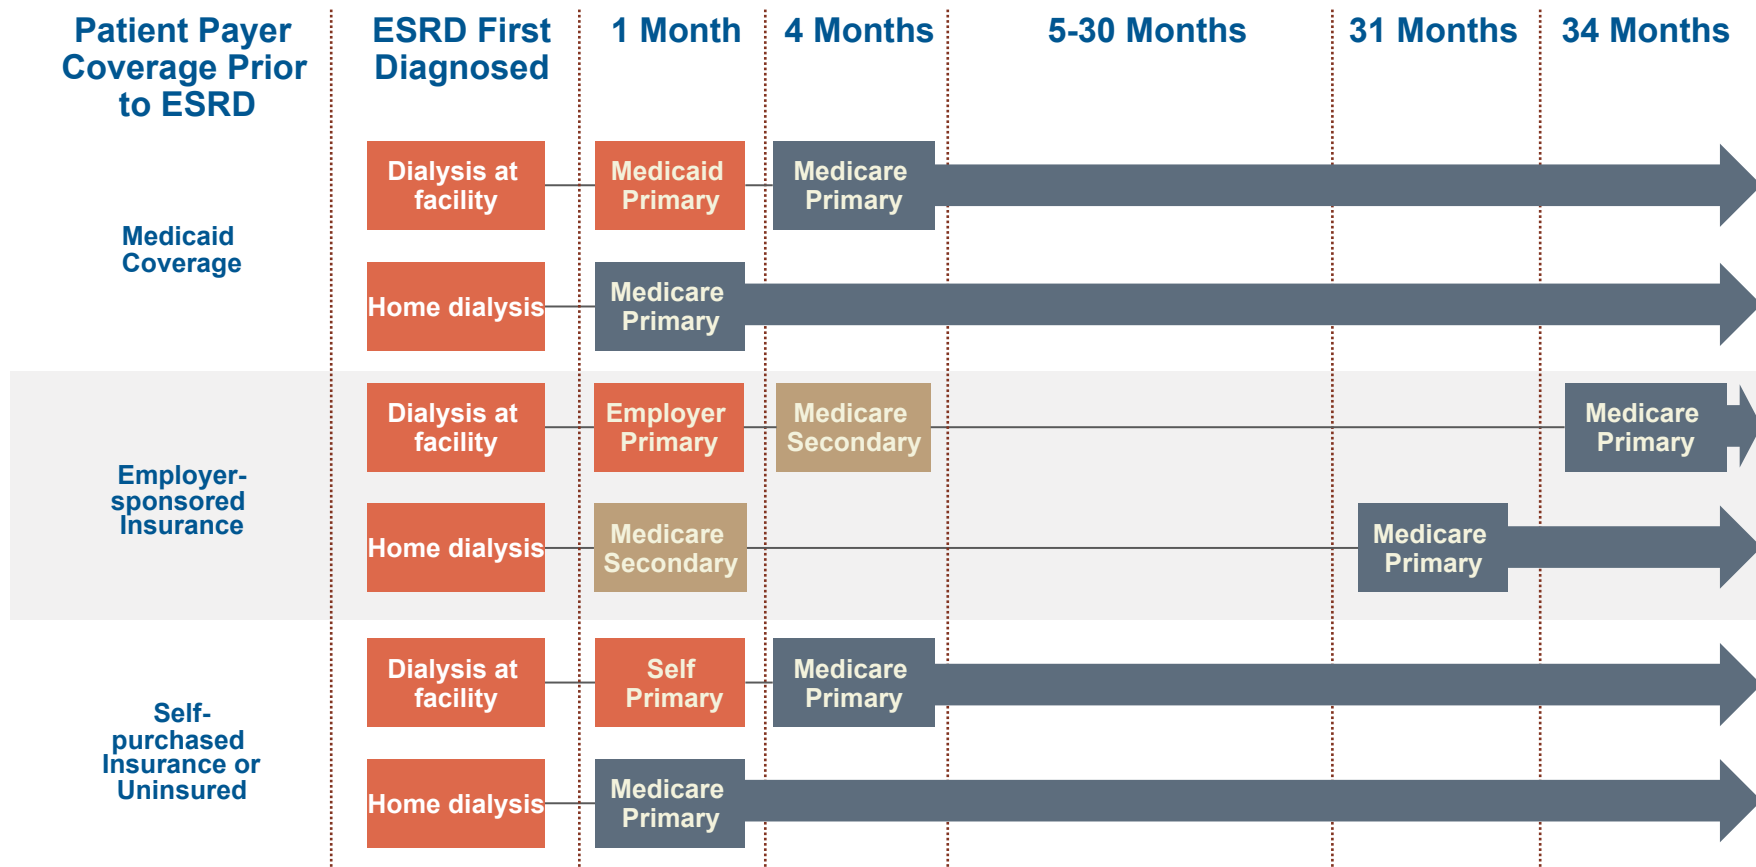 Patient Payer
Coverage Prior
to ESRD
ESRD First
Diagnosed
1 Month
4 Months
5-30 Months
31 Months
34 Months
Medicaid
Coverage
Dialysis at
facility
Medicaid
Primary
Medicare
Primary
Home dialysis
Medicare
Primary
Employer-
sponsored
Insurance
Dialysis at
facility
Employer
Primary
Medicare
Secondary
Medicare
Primary
Home dialysis
Medicare
Secondary
Medicare
Primary
Self-
purchased
Insurance or
Uninsured
Dialysis at
facility
Self
Primary
Medicare
Primary
Home dialysis
Medicare
Primary